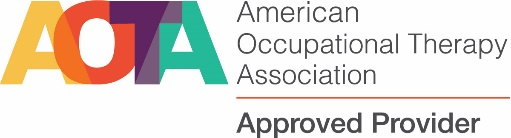 AOTA
American
Occupational Therapy
Association
Approved Provider